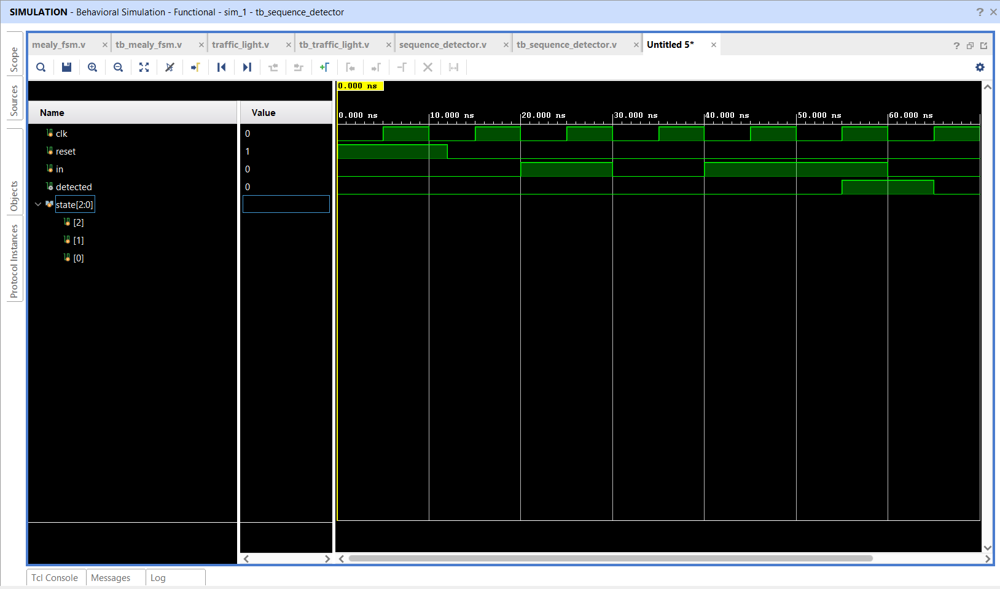 SIMULATION - Behavioral Simulation - Functional - sim_1 - tb_sequence_detector
? ×
Scope
Sources
Objects
Protocol Instances
mealy_fsm.v × tb_mealy_fsm.v × traffic_light.v × tb_traffic_light.v × sequence_detector.v × tb_sequence_detector.v × Untitled 5* ×
?
0.000 ns
Name Value
0.000 ns 10.000 ns 20.000 ns 30.000 ns 40.000 ns 50.000 ns 60.000 ns
clk 0
reset 1
in 0
detected 0
state[2:0]
[2]
[1]
[0]
Tcl Console Messages Log